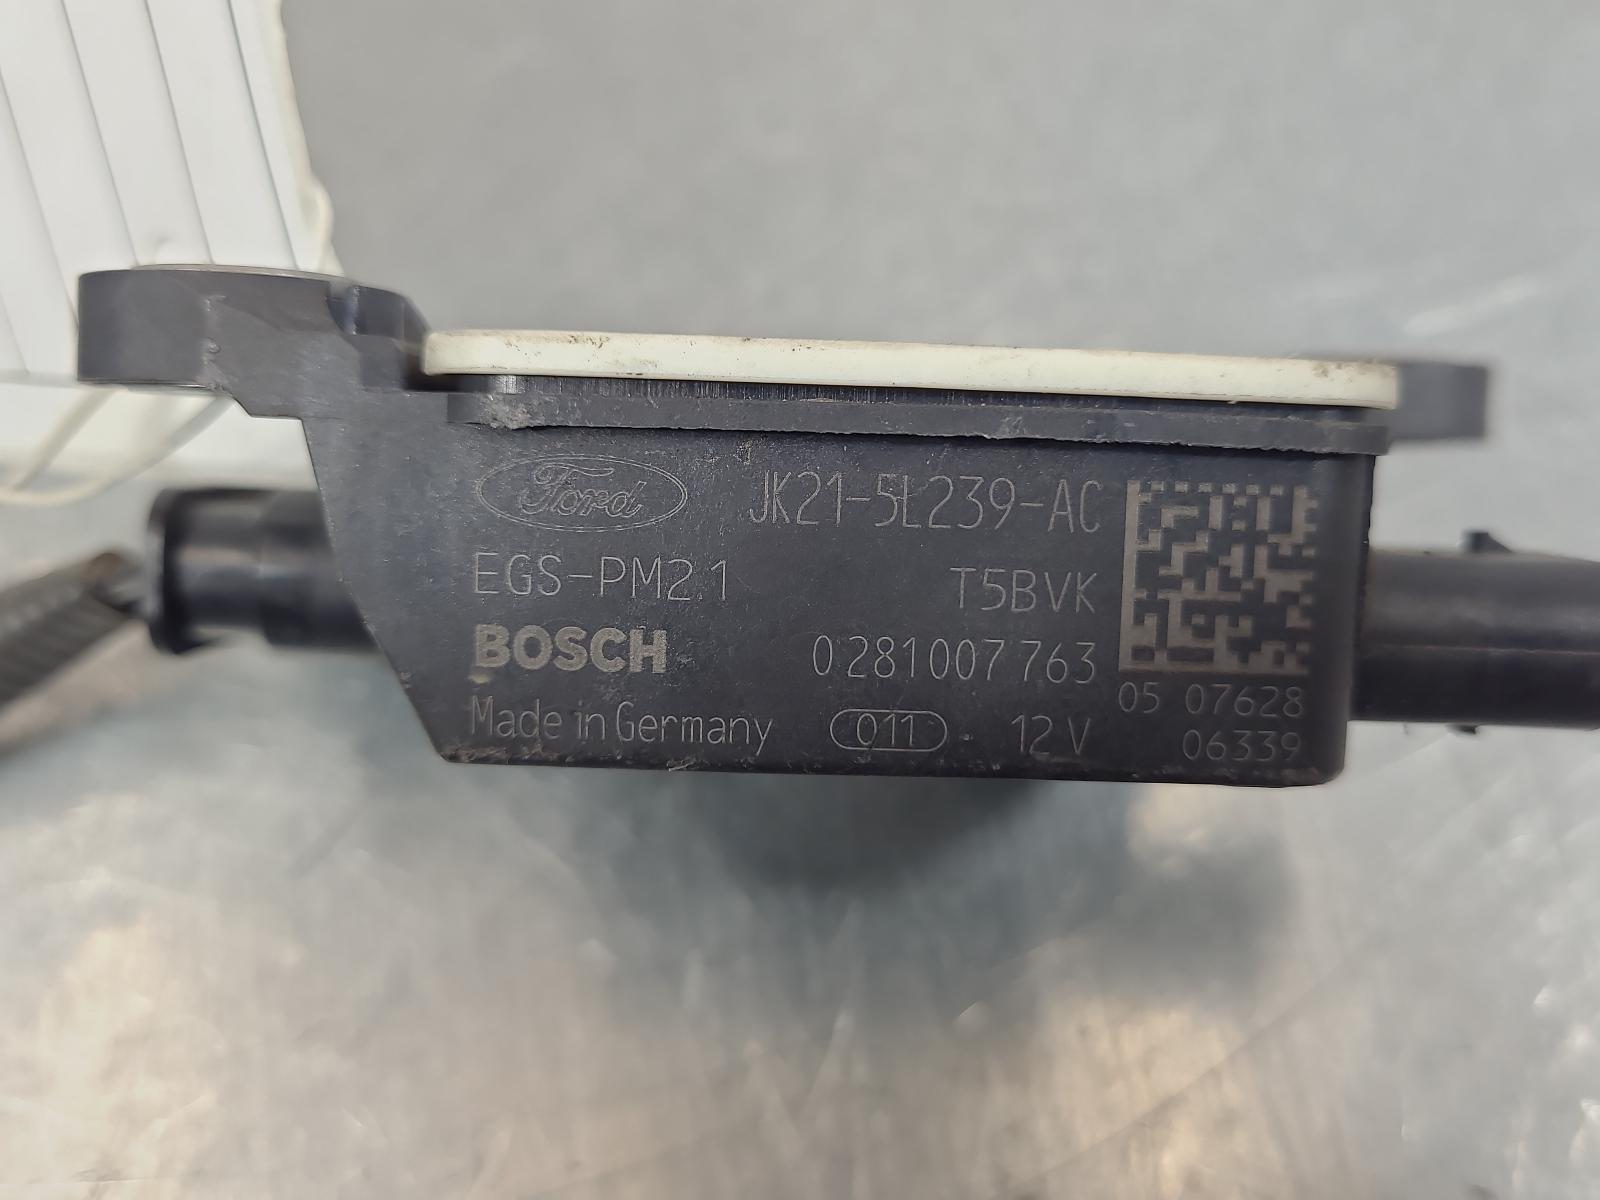 Ford JK21-5L239-AC
EGS-PM2.1 T5BVK
BOSCH 0 281 007 763
05 07628
Made in Germany 011 12 V 06339